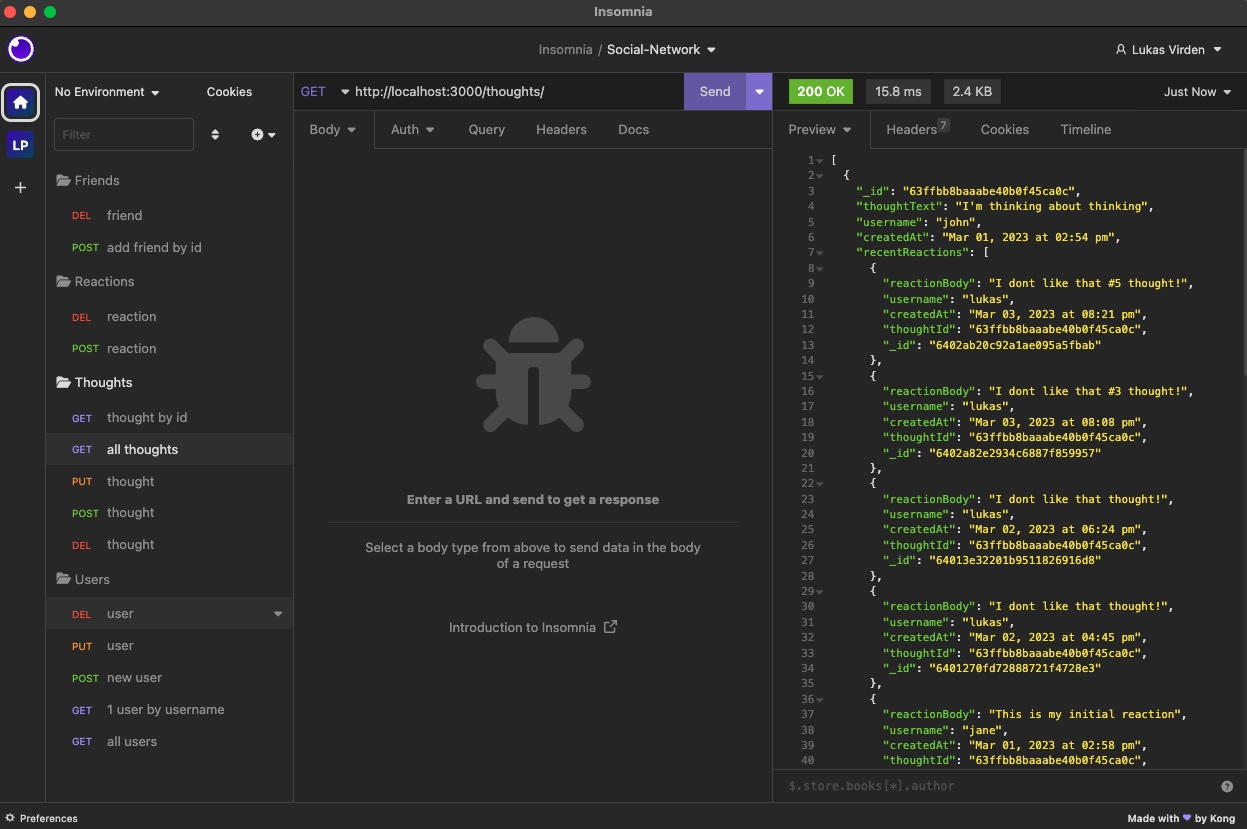 Insomnia
Insomnia / Social-Network
Lukas Virden
LP
No Environment
Cookies
Filter
Friends
DEL friend
POST add friend by id
Reactions
DEL reaction
POST reaction
Thoughts
GET thought by id
GET all thoughts
PUT thought
POST thought
DEL thought
Users
DEL user
PUT user
POST new user
GET 1 user by username
GET all users
GET http://localhost:3000/thoughts/
Send
Body
Auth
Query
Headers
Docs
Enter a URL and send to get a response
Select a body type from above to send data in the body
of a request
Introduction to Insomnia
200 OK
15.8 ms
2.4 KB
Just Now
Preview
Headers 7
Cookies
Timeline
1 [
2 {
3 "_id": "63ffbb8baaabe40b0f45ca0c",
4 "thoughtText": "I'm thinking about thinking",
5 "username": "john",
6 "createdAt": "Mar 01, 2023 at 02:54 pm",
7 "recentReactions": [
8 {
9 "reactionBody": "I dont like that #5 thought!",
10 "username": "lukas",
11 "createdAt": "Mar 03, 2023 at 08:21 pm",
12 "thoughtId": "63ffbb8baaabe40b0f45ca0c",
13 "_id": "6402ab20c92a1ae095a5fbab"
14 },
15 {
16 "reactionBody": "I dont like that #3 thought!",
17 "username": "lukas",
18 "createdAt": "Mar 03, 2023 at 08:08 pm",
19 "thoughtId": "63ffbb8baaabe40b0f45ca0c",
20 "_id": "6402a82e2934c6887f859957"
21 },
22 {
23 "reactionBody": "I dont like that thought!",
24 "username": "lukas",
25 "createdAt": "Mar 02, 2023 at 06:24 pm",
26 "thoughtId": "63ffbb8baaabe40b0f45ca0c",
27 "_id": "64013e32201b9511826916d8"
28 },
29 {
30 "reactionBody": "I dont like that thought!",
31 "username": "lukas",
32 "createdAt": "Mar 02, 2023 at 04:45 pm",
33 "thoughtId": "63ffbb8baaabe40b0f45ca0c",
34 "_id": "6401270fd72888721f4728e3"
35 },
36 {
37 "reactionBody": "This is my initial reaction",
38 "username": "jane",
39 "createdAt": "Mar 01, 2023 at 02:58 pm",
40 "thoughtId": "63ffbb8baaabe40b0f45ca0c",
$.store.books[*].author
Preferences
Made with 💜 by Kong